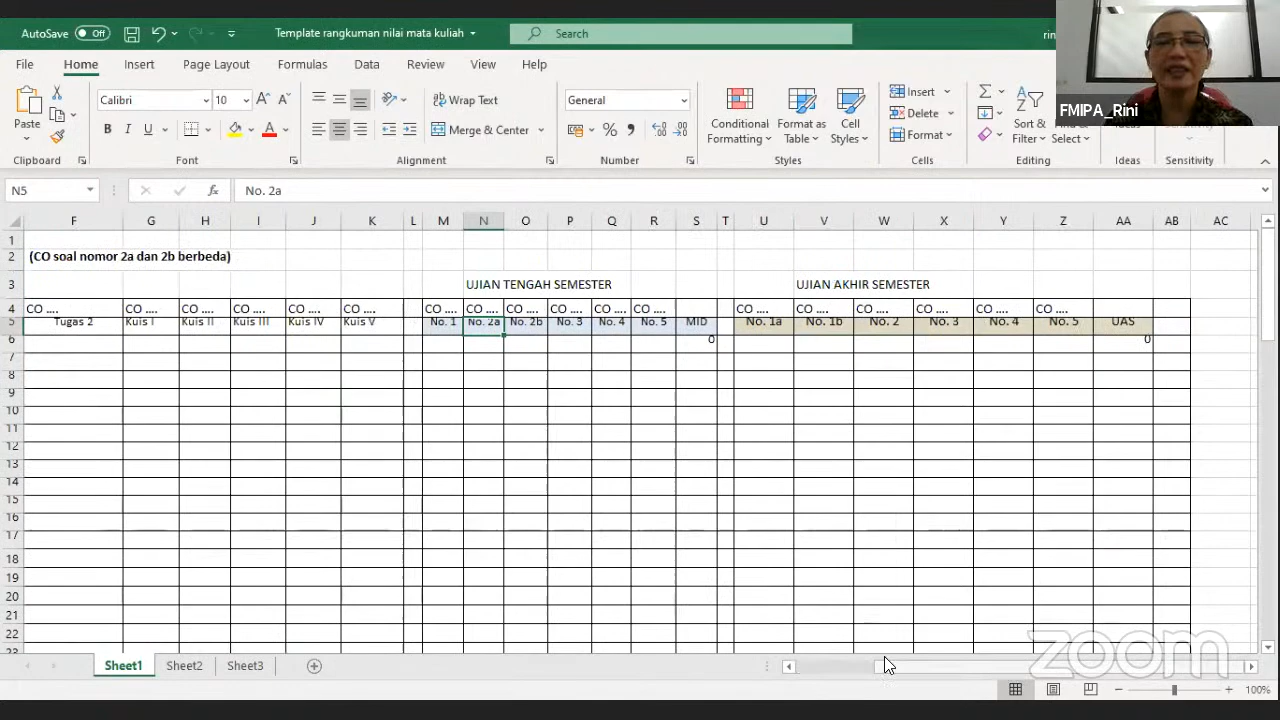 AutoSave Off Template rangkuman nilai mata kuliah Search rin
FMIPA_Rini
File Home Insert Page Layout Formulas Data Review View Help
Paste Calibri 10 Wrap Text General Conditional Formatting Format as Table Cell Styles Insert Sort & Filter Find & Select Ideas Sensitivity
B I U Merge & Center % Delete
Format
Clipboard Font Alignment Number Styles Cells Editing Ideas Sensitivity
N5 fx No. 2a
F G H I J K L M N O P Q R S T U V W X Y Z AA AB AC
1
2 (CO soal nomor 2a dan 2b berbeda)
3 UJIAN TENGAH SEMESTER UJIAN AKHIR SEMESTER
4 CO .... CO .... CO .... CO .... CO .... CO .... CO .... CO .... CO .... CO .... CO .... CO .... CO .... CO .... CO .... CO .... CO .... CO ....
5 Tugas 2 Kuis I Kuis II Kuis III Kuis IV Kuis V No. 1 No. 2a No. 2b No. 3 No. 4 No. 5 MID No. 1a No. 1b No. 2 No. 3 No. 4 No. 5 UAS
6 0 0
7
8
9
10
11
12
13
14
15
16
17
18
19
20
21
22
23
Sheet1 Sheet2 Sheet3
zoom
100%